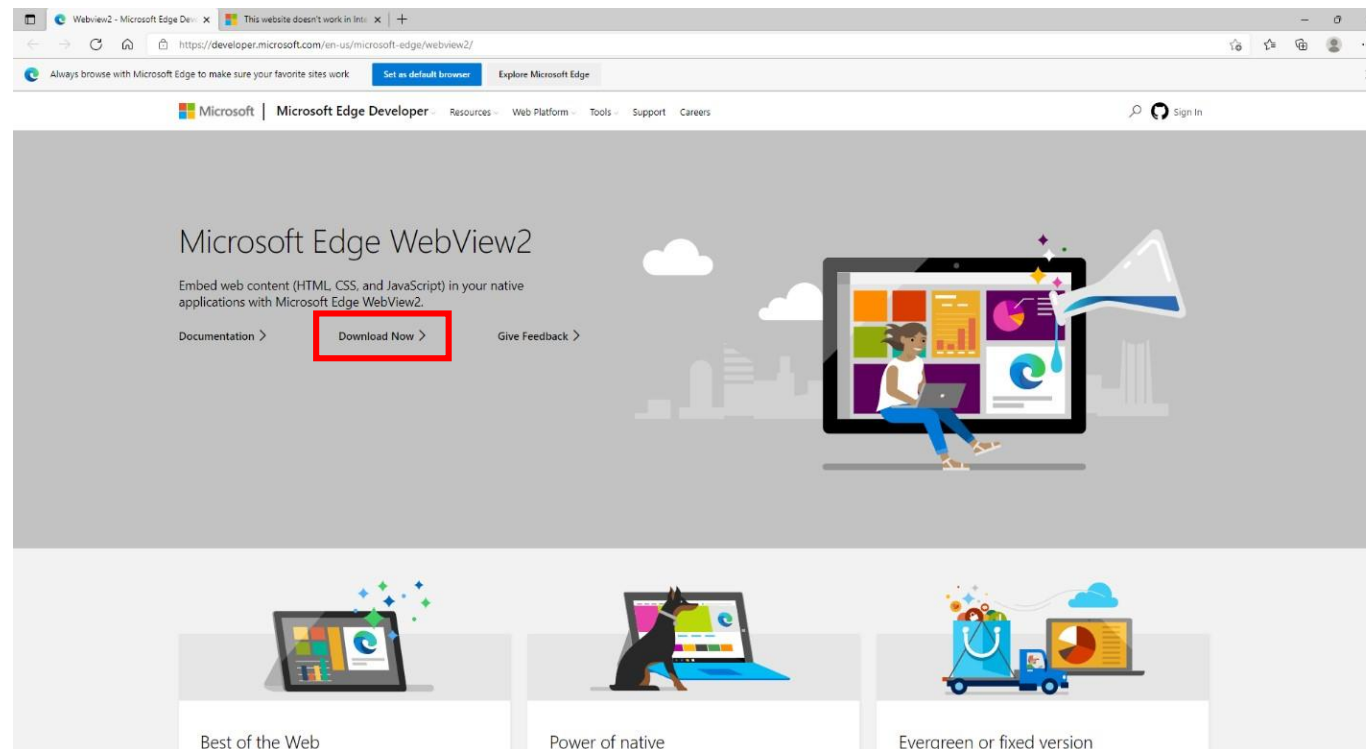 Webview2 - Microsoft Edge Dev
This website doesn't work in Inte
https://developer.microsoft.com/en-us/microsoft-edge/webview2/
Always browse with Microsoft Edge to make sure your favorite sites work Set as default browser Explore Microsoft Edge
Microsoft Microsoft Edge Developer Resources Web Platform Tools Support Careers Sign In
Microsoft Edge WebView2
Embed web content (HTML, CSS, and JavaScript) in your native
applications with Microsoft Edge WebView2.
Documentation Download Now Give Feedback
Best of the Web
Power of native
Evergreen or fixed version